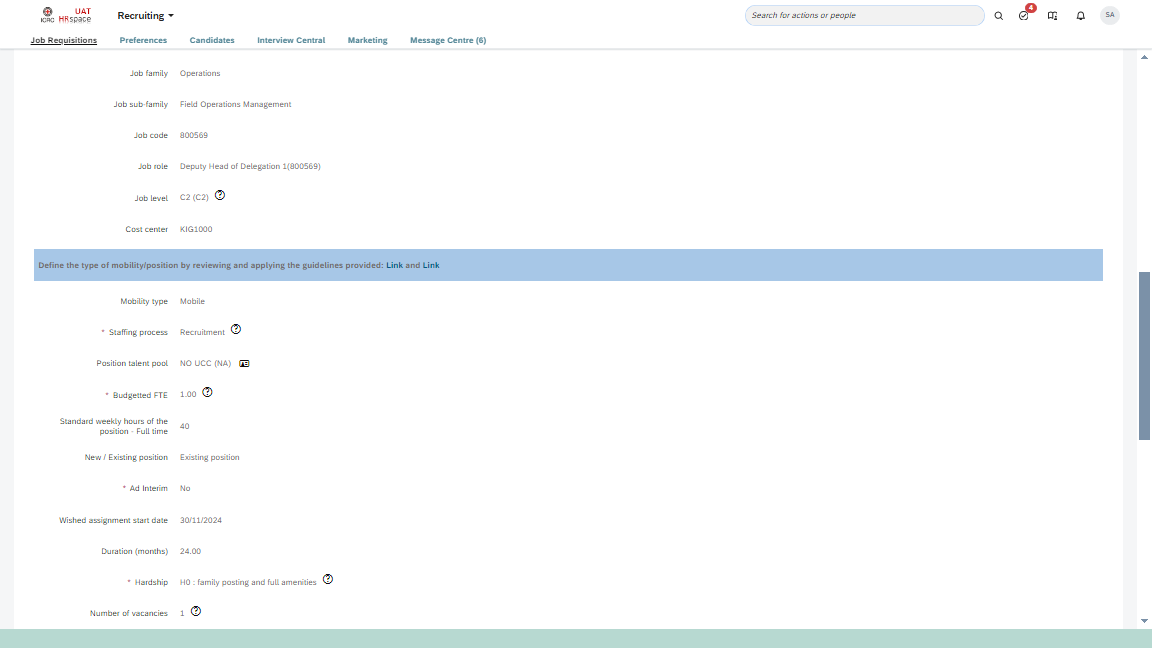 UAT
ICRC HRspace
Recruiting
Search for actions or people
4
SA
Job Requisitions Preferences Candidates Interview Central Marketing Message Centre (6)
Job family Operations
Job sub-family Field Operations Management
Job code 800569
Job role Deputy Head of Delegation 1(800569)
Job level C2 (C2)
Cost center KIG1000
Define the type of mobility/position by reviewing and applying the guidelines provided: Link and Link
Mobility type Mobile
* Staffing process Recruitment
Position talent pool NO UCC (NA)
* Budgetted FTE 1.00
Standard weekly hours of the
position - Full time 40
New / Existing position Existing position
* Ad Interim No
Wished assignment start date 30/11/2024
Duration (months) 24.00
* Hardship H0 : family posting and full amenities
Number of vacancies 1